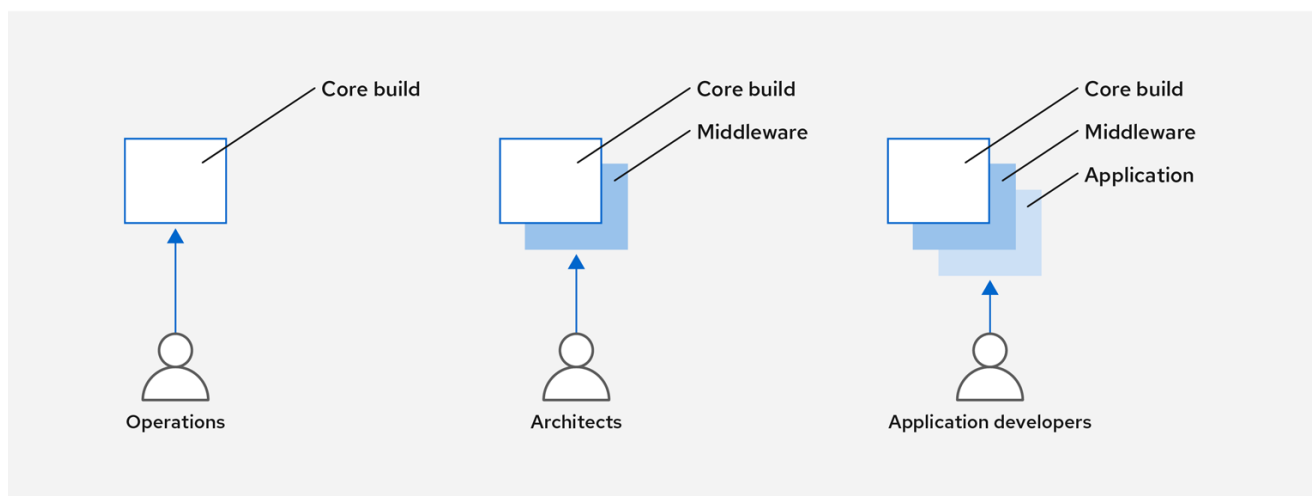 Core build
Operations
Core build
Middleware
Architects
Core build
Middleware
Application
Application developers